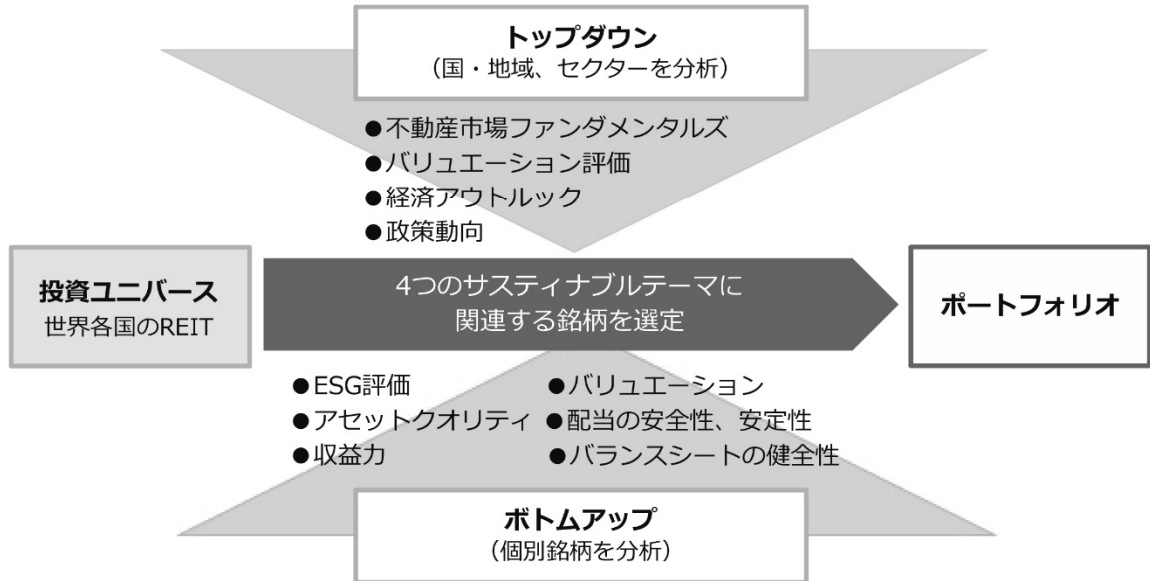 トップダウン
（国・地域、セクターを分析）
●不動産市場ファンダメンタルズ
●バリュエーション評価
●経済アウトルック
●政策動向
投資ユニバース
世界各国のREIT
4つのサスティナブルテーマに
関連する銘柄を選定
ポートフォリオ
●ESG評価
●アセットクオリティ
●収益力
●バリュエーション
●配当の安全性、安定性
●バランスシートの健全性
ボトムアップ
（個別銘柄を分析）